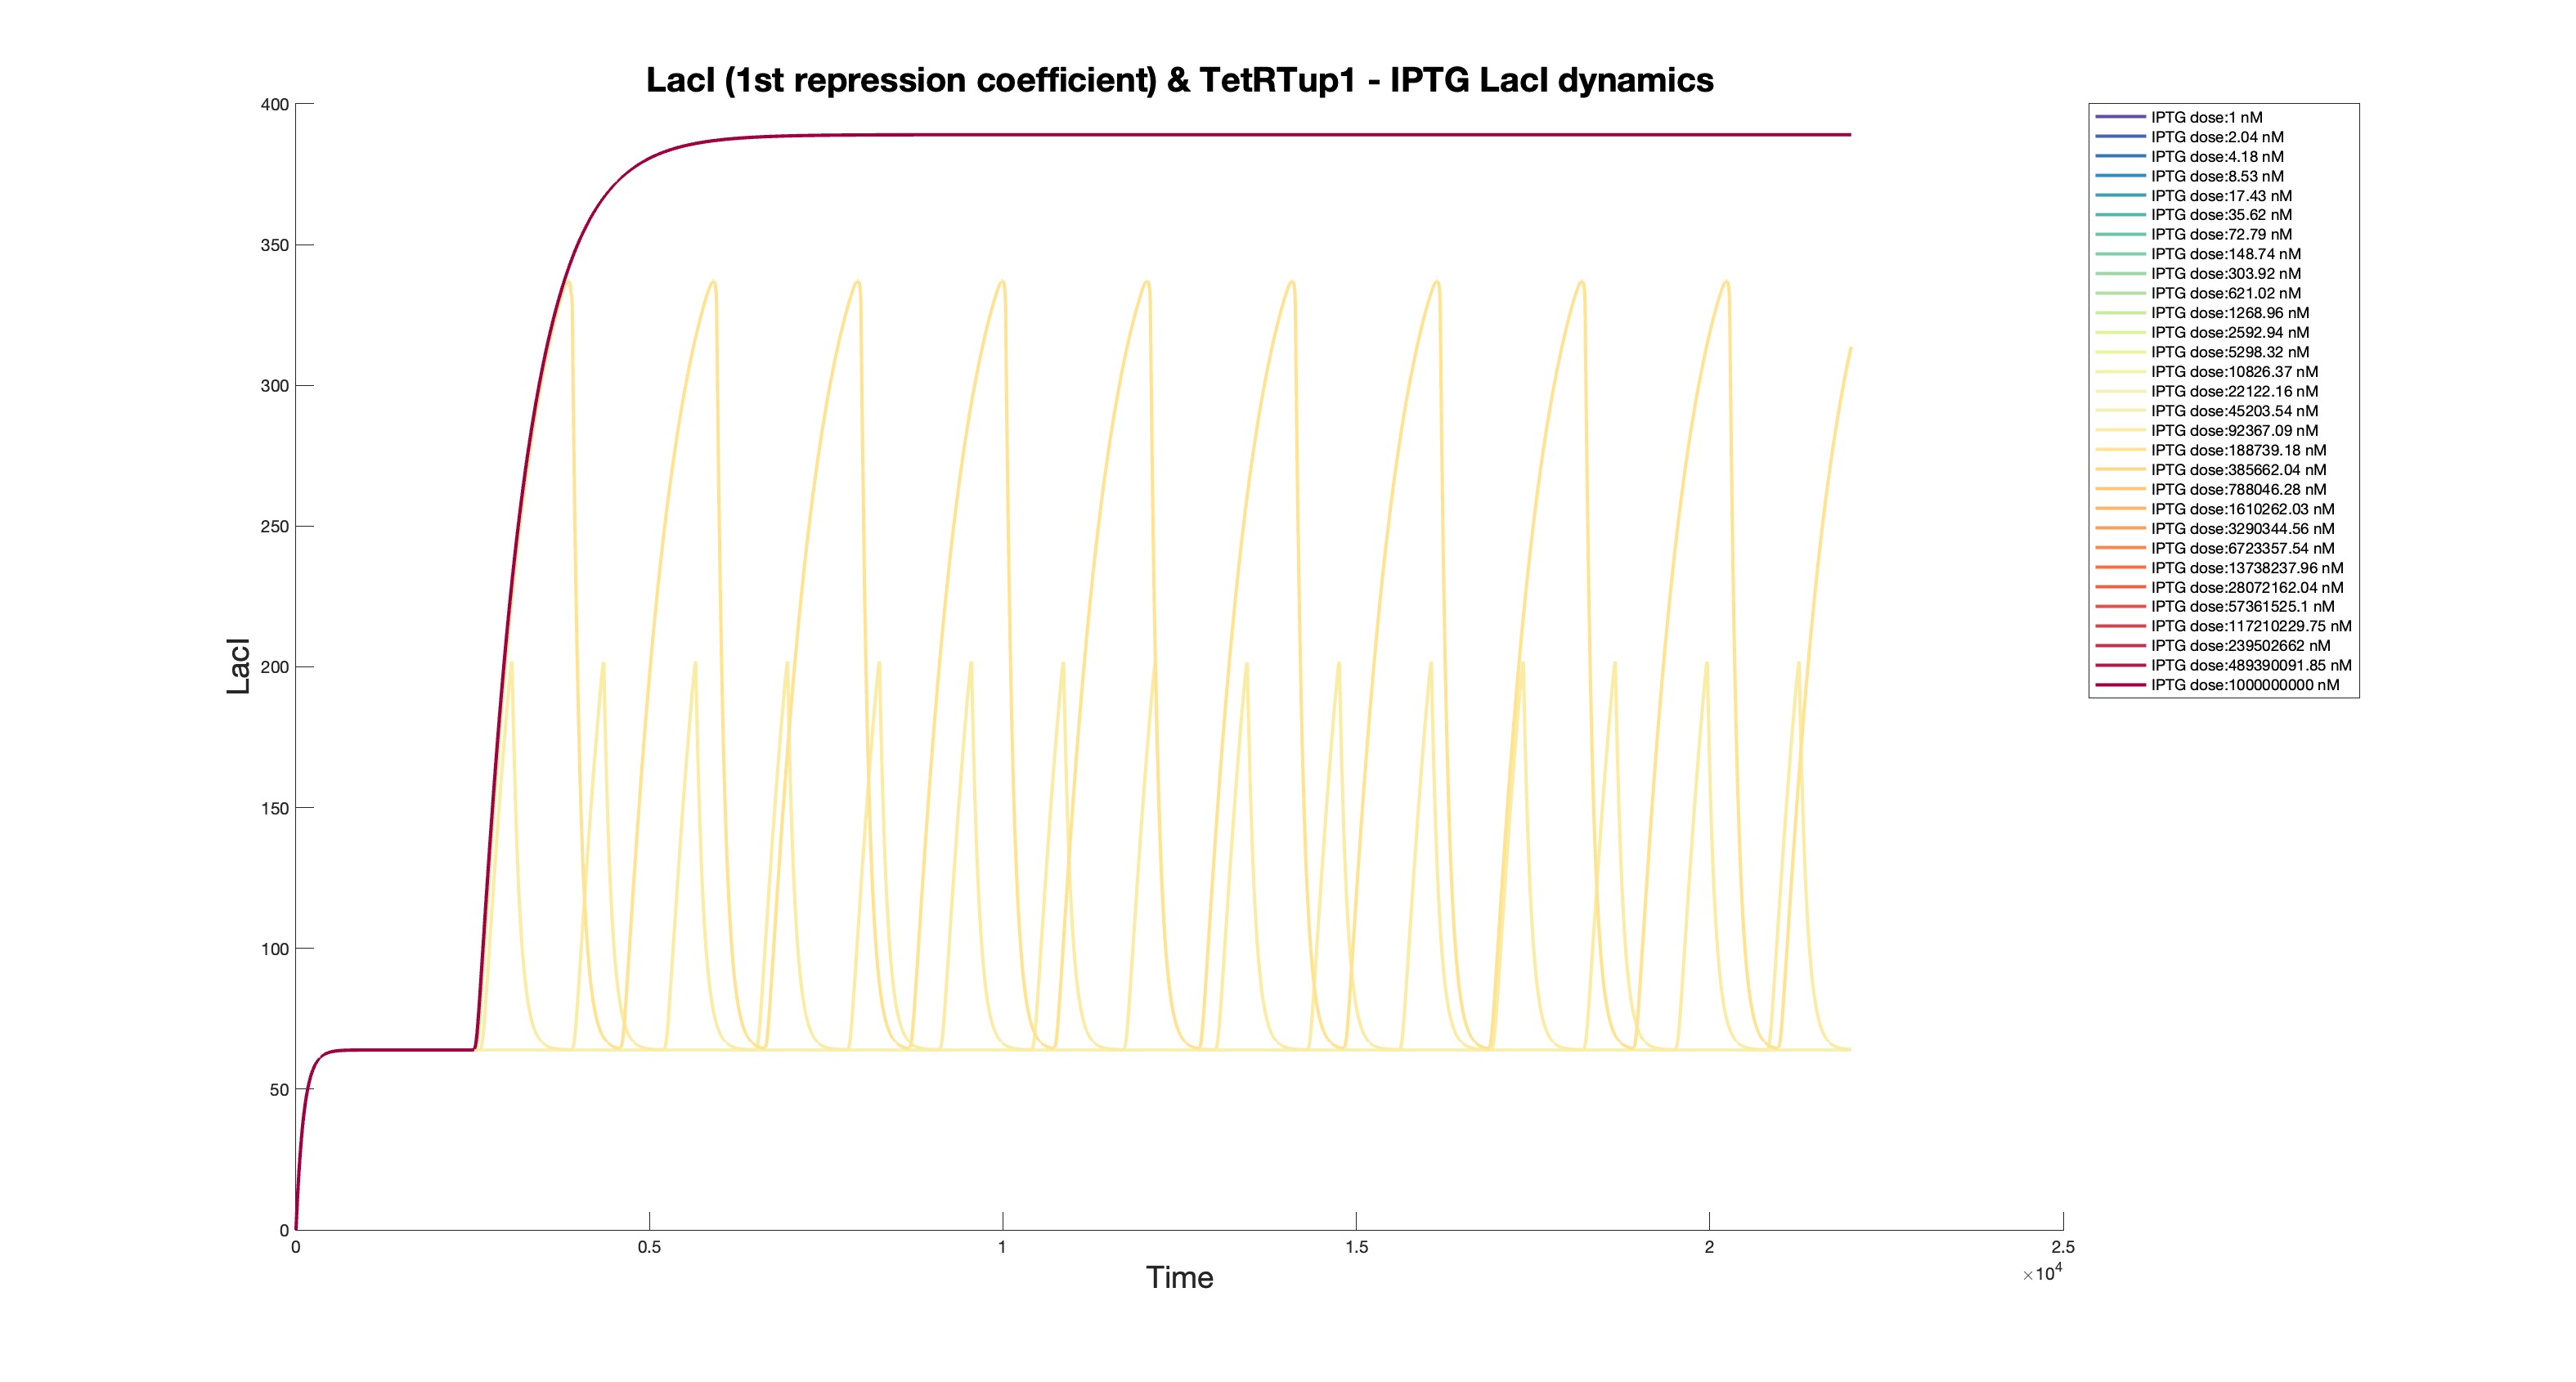 LacI (1st repression coefficient) & TetRTup1 - IPTG LacI dynamics
400
350
300
250
200
150
100
50
0
LacI
0
0.5
1
1.5
2
2.5
×10^4
Time
IPTG dose:1 nM
IPTG dose:2.04 nM
IPTG dose:4.18 nM
IPTG dose:8.53 nM
IPTG dose:17.43 nM
IPTG dose:35.62 nM
IPTG dose:72.79 nM
IPTG dose:148.74 nM
IPTG dose:303.92 nM
IPTG dose:621.02 nM
IPTG dose:1268.96 nM
IPTG dose:2592.94 nM
IPTG dose:5298.32 nM
IPTG dose:10826.37 nM
IPTG dose:22122.16 nM
IPTG dose:45203.54 nM
IPTG dose:92367.09 nM
IPTG dose:188739.18 nM
IPTG dose:385662.04 nM
IPTG dose:788046.28 nM
IPTG dose:1610262.03 nM
IPTG dose:3290344.56 nM
IPTG dose:6723357.54 nM
IPTG dose:13738237.96 nM
IPTG dose:28072162.04 nM
IPTG dose:57361525.1 nM
IPTG dose:117210229.75 nM
IPTG dose:239502662 nM
IPTG dose:489390091.85 nM
IPTG dose:1000000000 nM